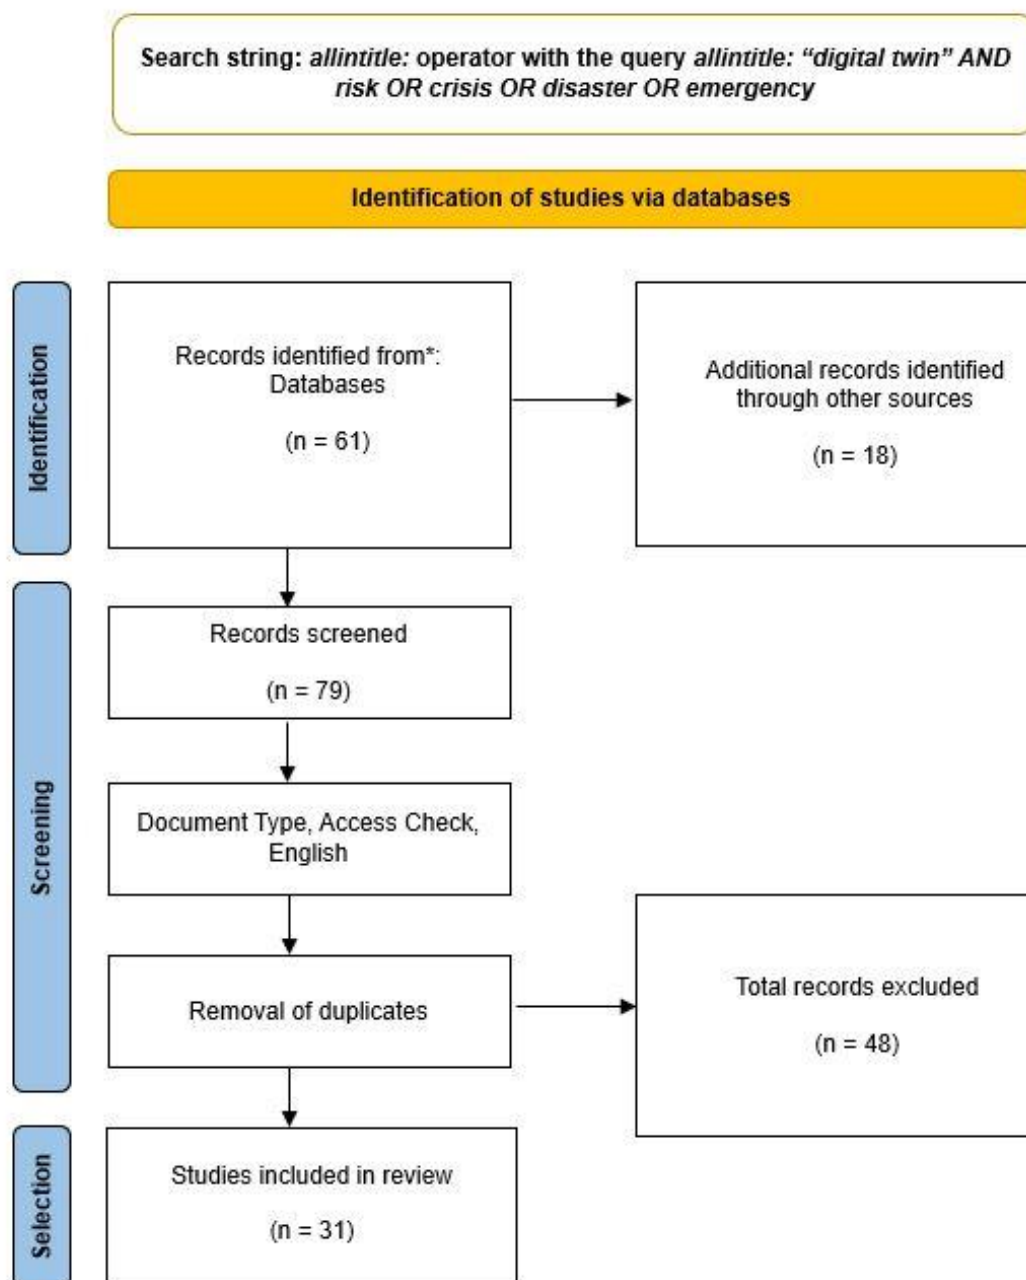 Search string: allintitle: operator with the query allintitle: “digital twin” AND
risk OR crisis OR disaster OR emergency
Identification of studies via databases
Identification
Records identified from*:
Databases
(n = 61)
Additional records identified
through other sources
(n = 18)
Screening
Records screened
(n = 79)
Document Type, Access Check,
English
Removal of duplicates
Total records excluded
(n = 48)
Selection
Studies included in review
(n = 31)